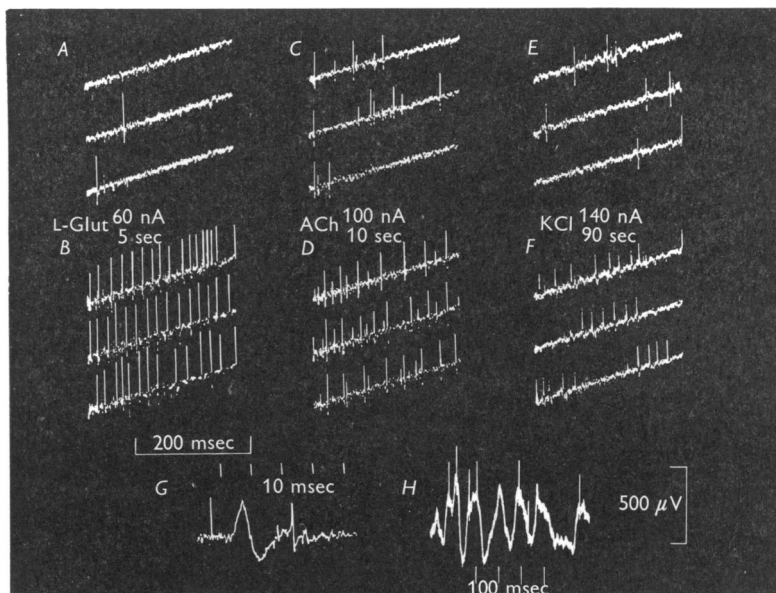 A
C
E
L-Glut 60 nA
5 sec
ACh 100 nA
10 sec
KCl 140 nA
90 sec
B
D
F
200 msec
G
10 msec
H
500 μV
100 msec